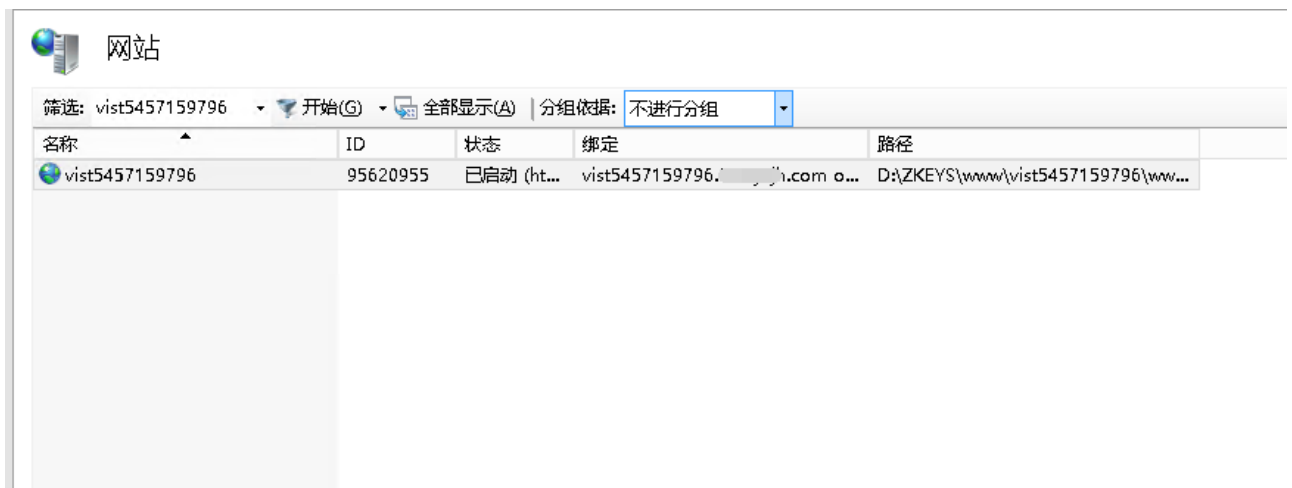 网站
筛选: vist5457159796 开始(G) 全部显示(A) 分组依据: 不进行分组
名称 ID 状态 绑定 路径
vist5457159796 95620955 已启动 (ht... vist5457159796. .com o... D:\ZKEYS\www\vist5457159796\ww...